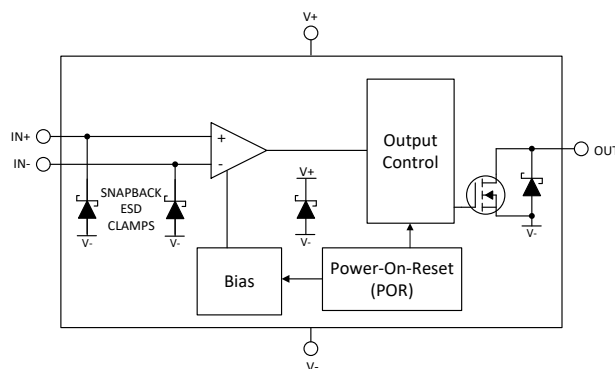 V+
IN+
IN-
+
-
Output
Control
OUT
V+
SNAPBACK
ESD
CLAMPS
V-
V-
V-
V-
Bias
Power-On-Reset
(POR)
V-